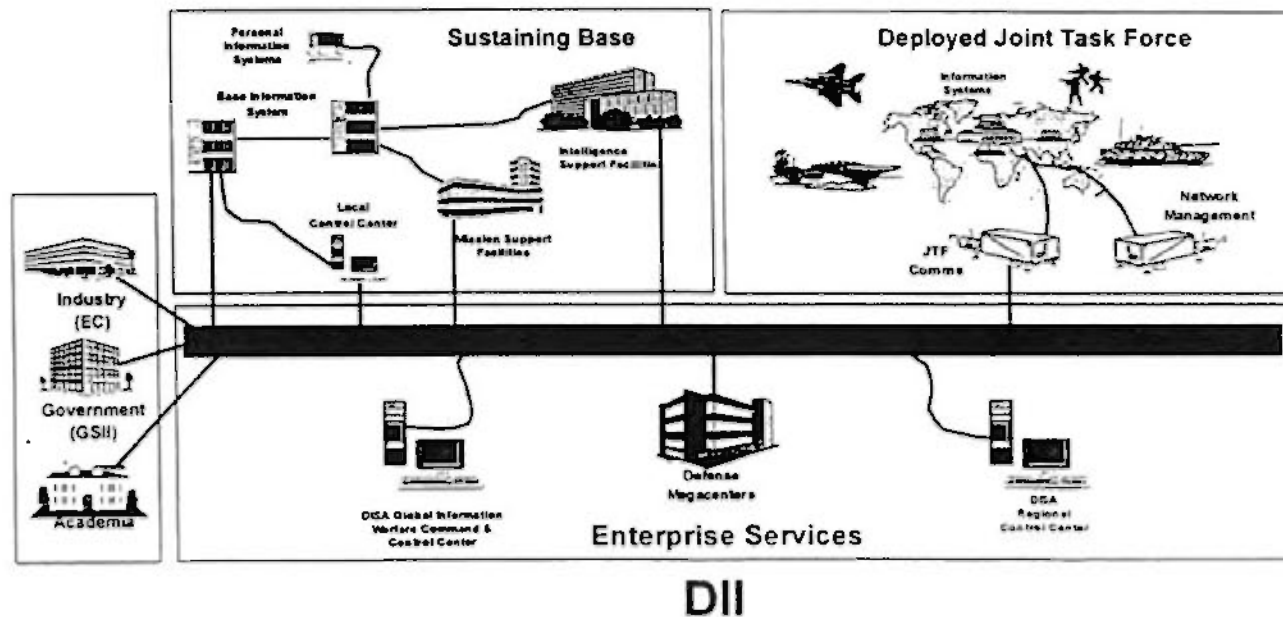 Sustaining Base
Personal
Information
Systems
Base Information
System
Intelligence
Support Facilities
Local
Control Center
Mission Support
Facilities
Deployed Joint Task Force
Information
Systems
Network
Management
JTF
Comms
Industry
(EC)
Government
(GSII)
Academia
DISA Global Information
Warfare Command &
Control Center
Defense
Megacenters
DISA
Regional
Control Center
Enterprise Services
DII